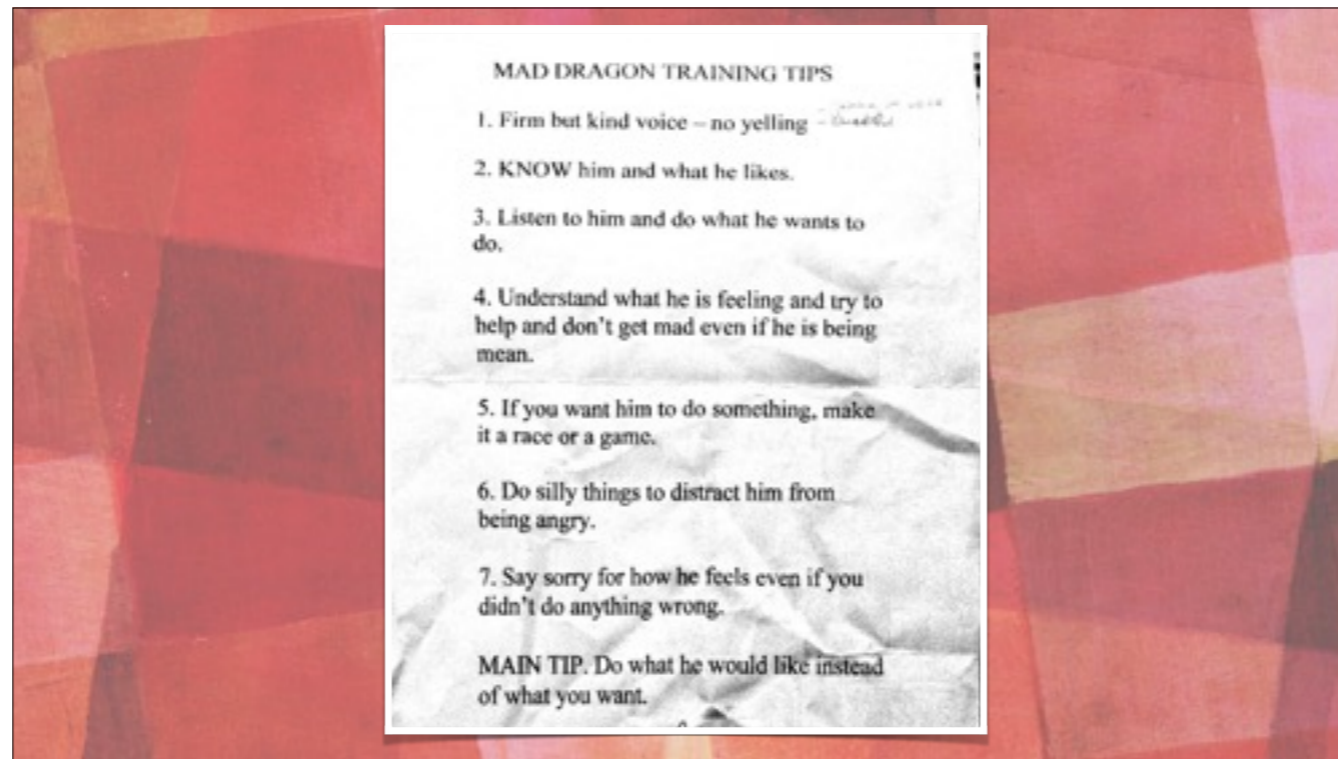 MAD DRAGON TRAINING TIPS
1. Firm but kind voice – no yelling
2. KNOW him and what he likes.
3. Listen to him and do what he wants to
do.
4. Understand what he is feeling and try to
help and don't get mad even if he is being
mean.
5. If you want him to do something, make
it a race or a game.
6. Do silly things to distract him from
being angry.
7. Say sorry for how he feels even if you
didn't do anything wrong.
MAIN TIP. Do what he would like instead
of what you want.